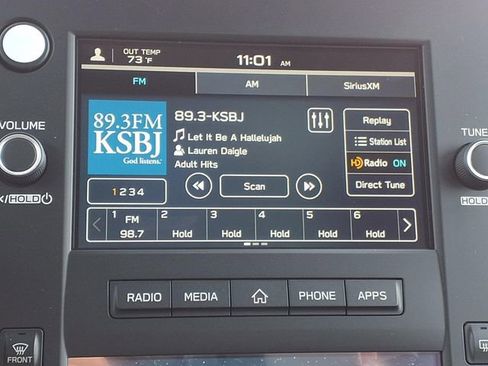 OUT TEMP
73°F
11:01 AM
FM
AM
SiriusXM
89.3FM
KSBJ
God listens.
89.3-KSBJ
Let It Be A Hallelujah
Lauren Daigle
Adult Hits
Replay
Station List
HD Radio ON
Direct Tune
1234
Scan
1 2 3 4 5 6
FM
98.7 Hold Hold Hold Hold Hold
VOLUME
/HOLD
TUNE
HOLD
RADIO MEDIA PHONE APPS
FRONT